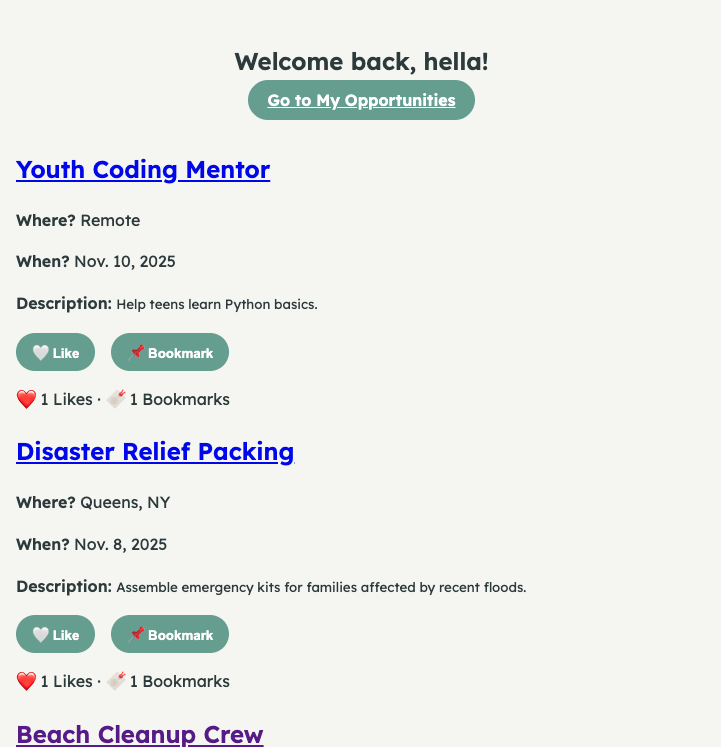 Welcome back, hella!
Go to My Opportunities
Youth Coding Mentor
Where? Remote
When? Nov. 10, 2025
Description: Help teens learn Python basics.
🤍 Like 📌 Bookmark
❤️ 1 Likes · 🔖 1 Bookmarks
Disaster Relief Packing
Where? Queens, NY
When? Nov. 8, 2025
Description: Assemble emergency kits for families affected by recent floods.
🤍 Like 📌 Bookmark
❤️ 1 Likes · 🔖 1 Bookmarks
Beach Cleanup Crew